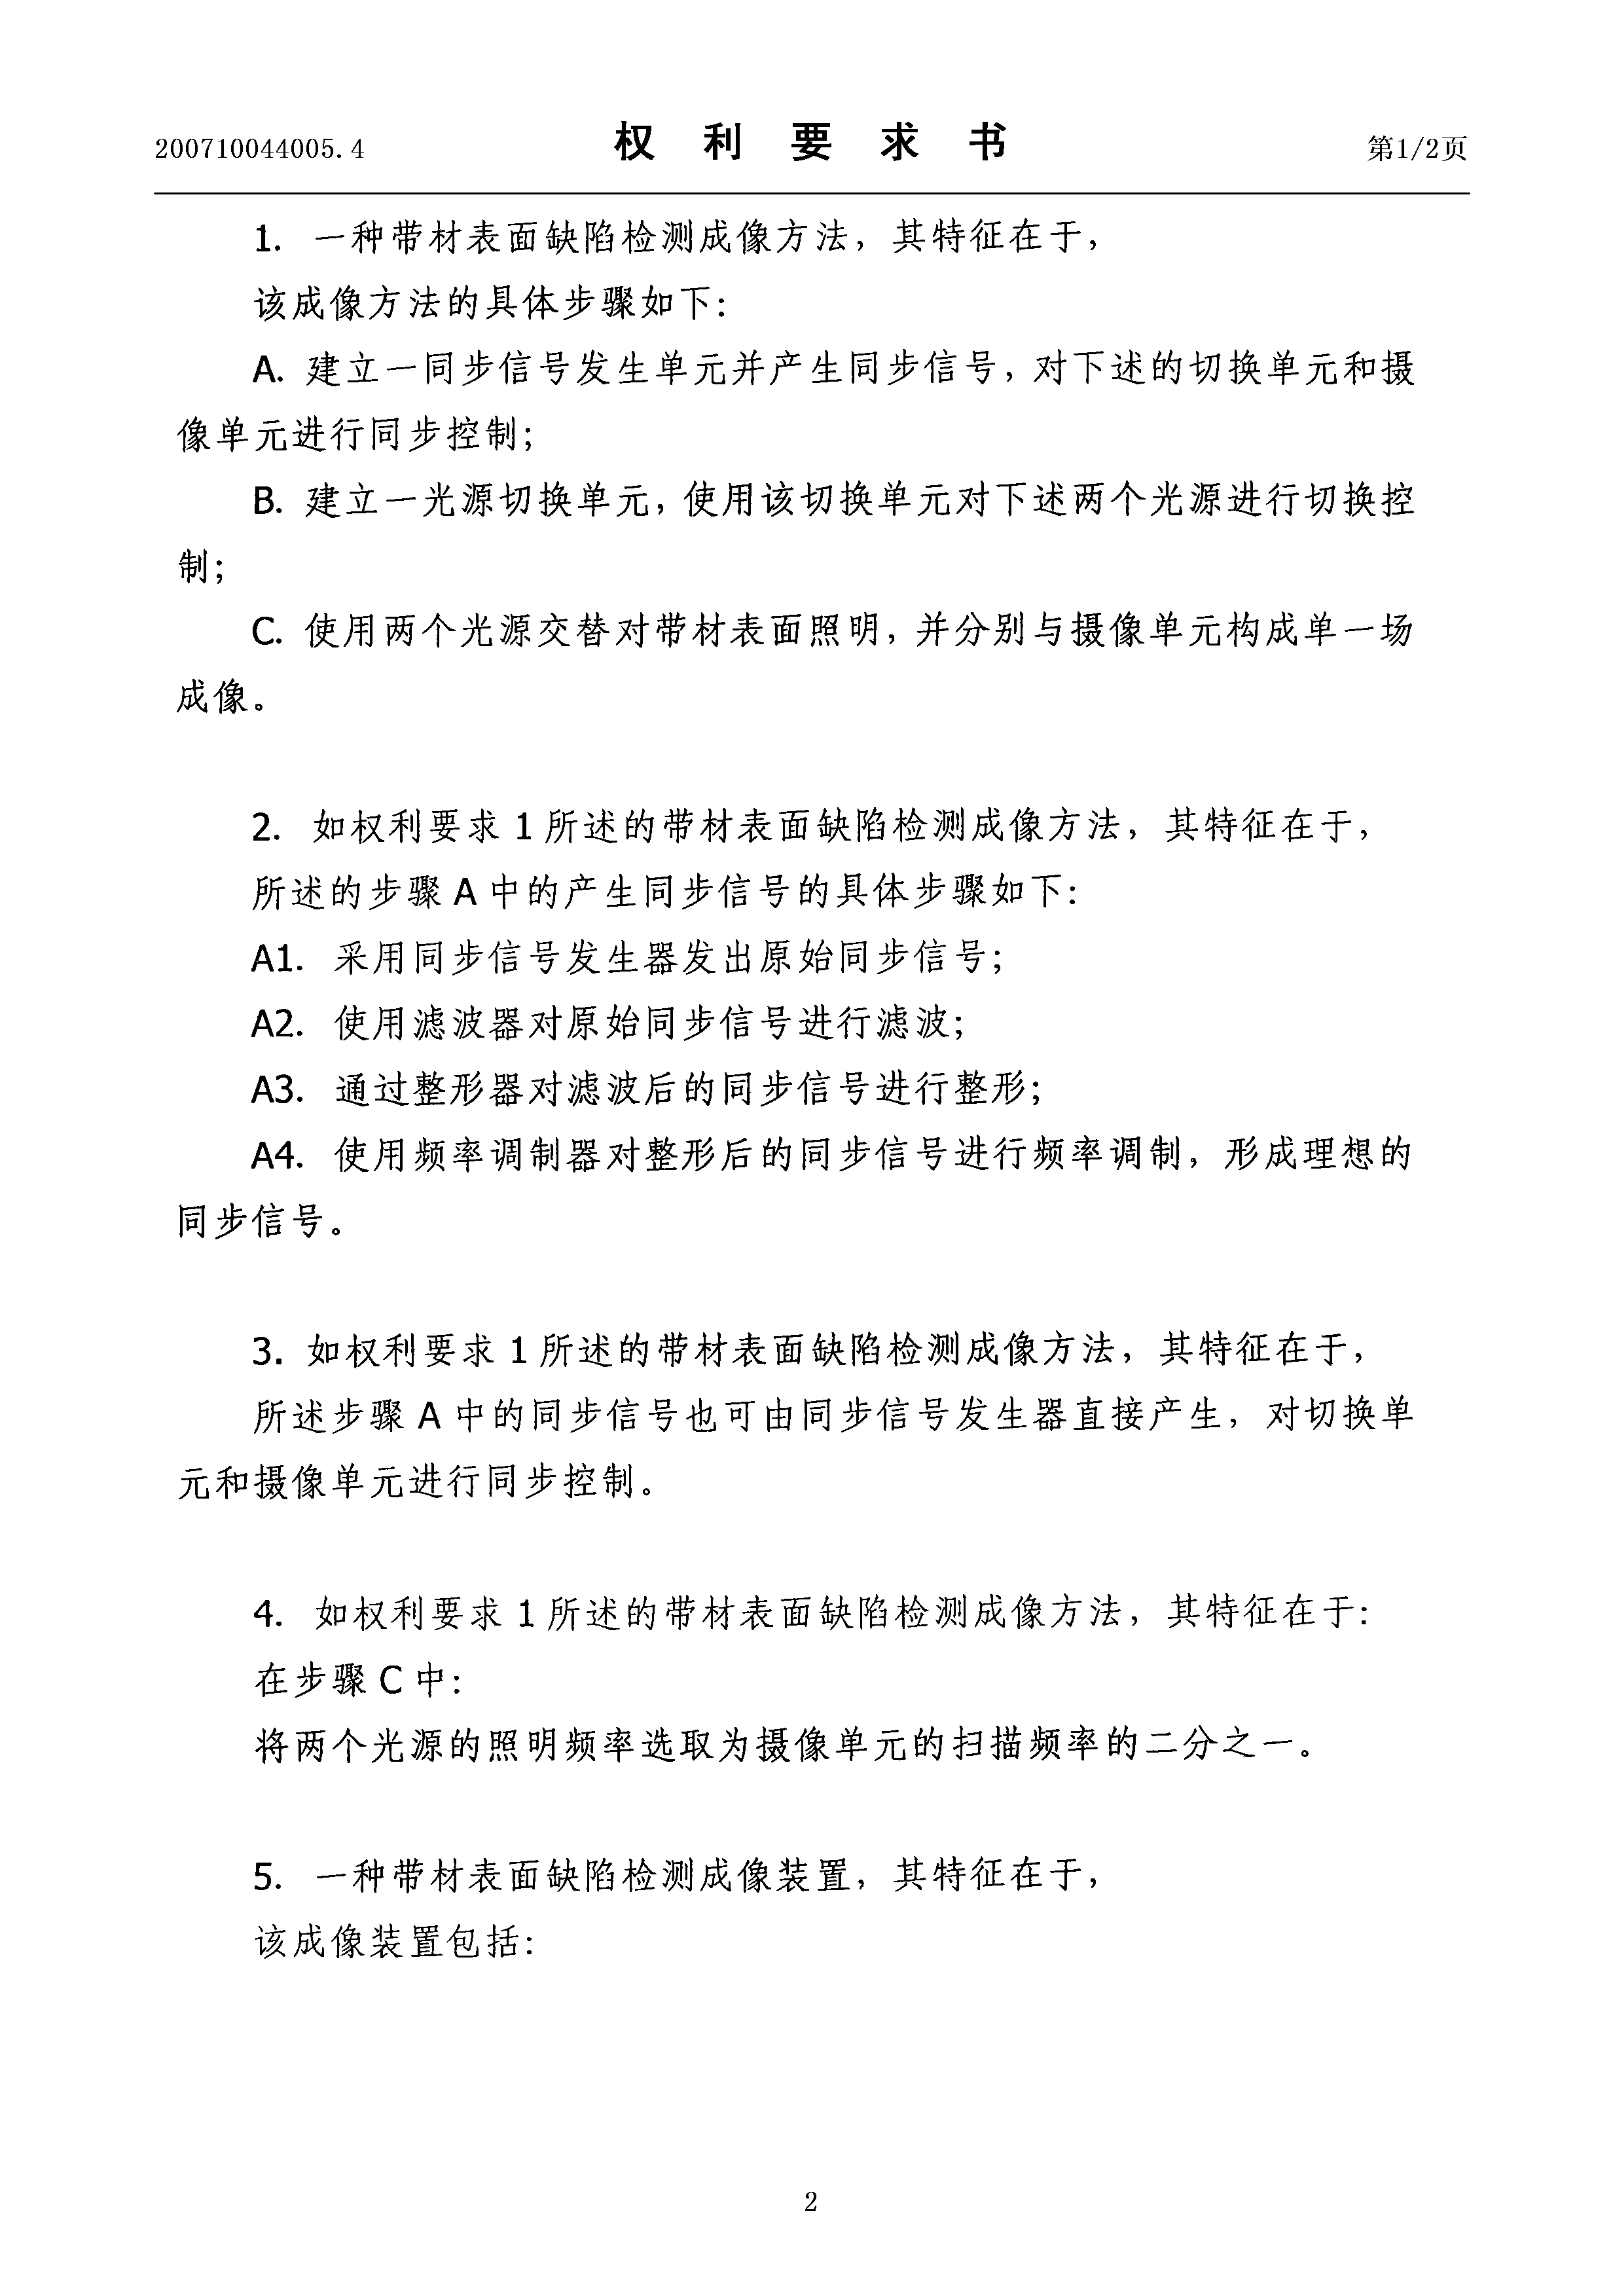 200710044005.4
权 利 要 求 书
第1/2页
1. 一种带材表面缺陷检测成像方法，其特征在于，
该成像方法的具体步骤如下：
A. 建立一同步信号发生单元并产生同步信号，对下述的切换单元和摄
像单元进行同步控制；
B. 建立一光源切换单元，使用该切换单元对下述两个光源进行切换控
制；
C. 使用两个光源交替对带材表面照明，并分别与摄像单元构成单一场
成像。
2. 如权利要求 1 所述的带材表面缺陷检测成像方法，其特征在于，
所述的步骤 A 中的产生同步信号的具体步骤如下：
A1. 采用同步信号发生器发出原始同步信号；
A2. 使用滤波器对原始同步信号进行滤波；
A3. 通过整形器对滤波后的同步信号进行整形；
A4. 使用频率调制器对整形后的同步信号进行频率调制，形成理想的
同步信号。
3. 如权利要求 1 所述的带材表面缺陷检测成像方法，其特征在于，
所述步骤 A 中的同步信号也可由同步信号发生器直接产生，对切换单
元和摄像单元进行同步控制。
4. 如权利要求 1 所述的带材表面缺陷检测成像方法，其特征在于：
在步骤 C 中：
将两个光源的照明频率选取为摄像单元的扫描频率的二分之一。
5. 一种带材表面缺陷检测成像装置，其特征在于，
该成像装置包括：
2